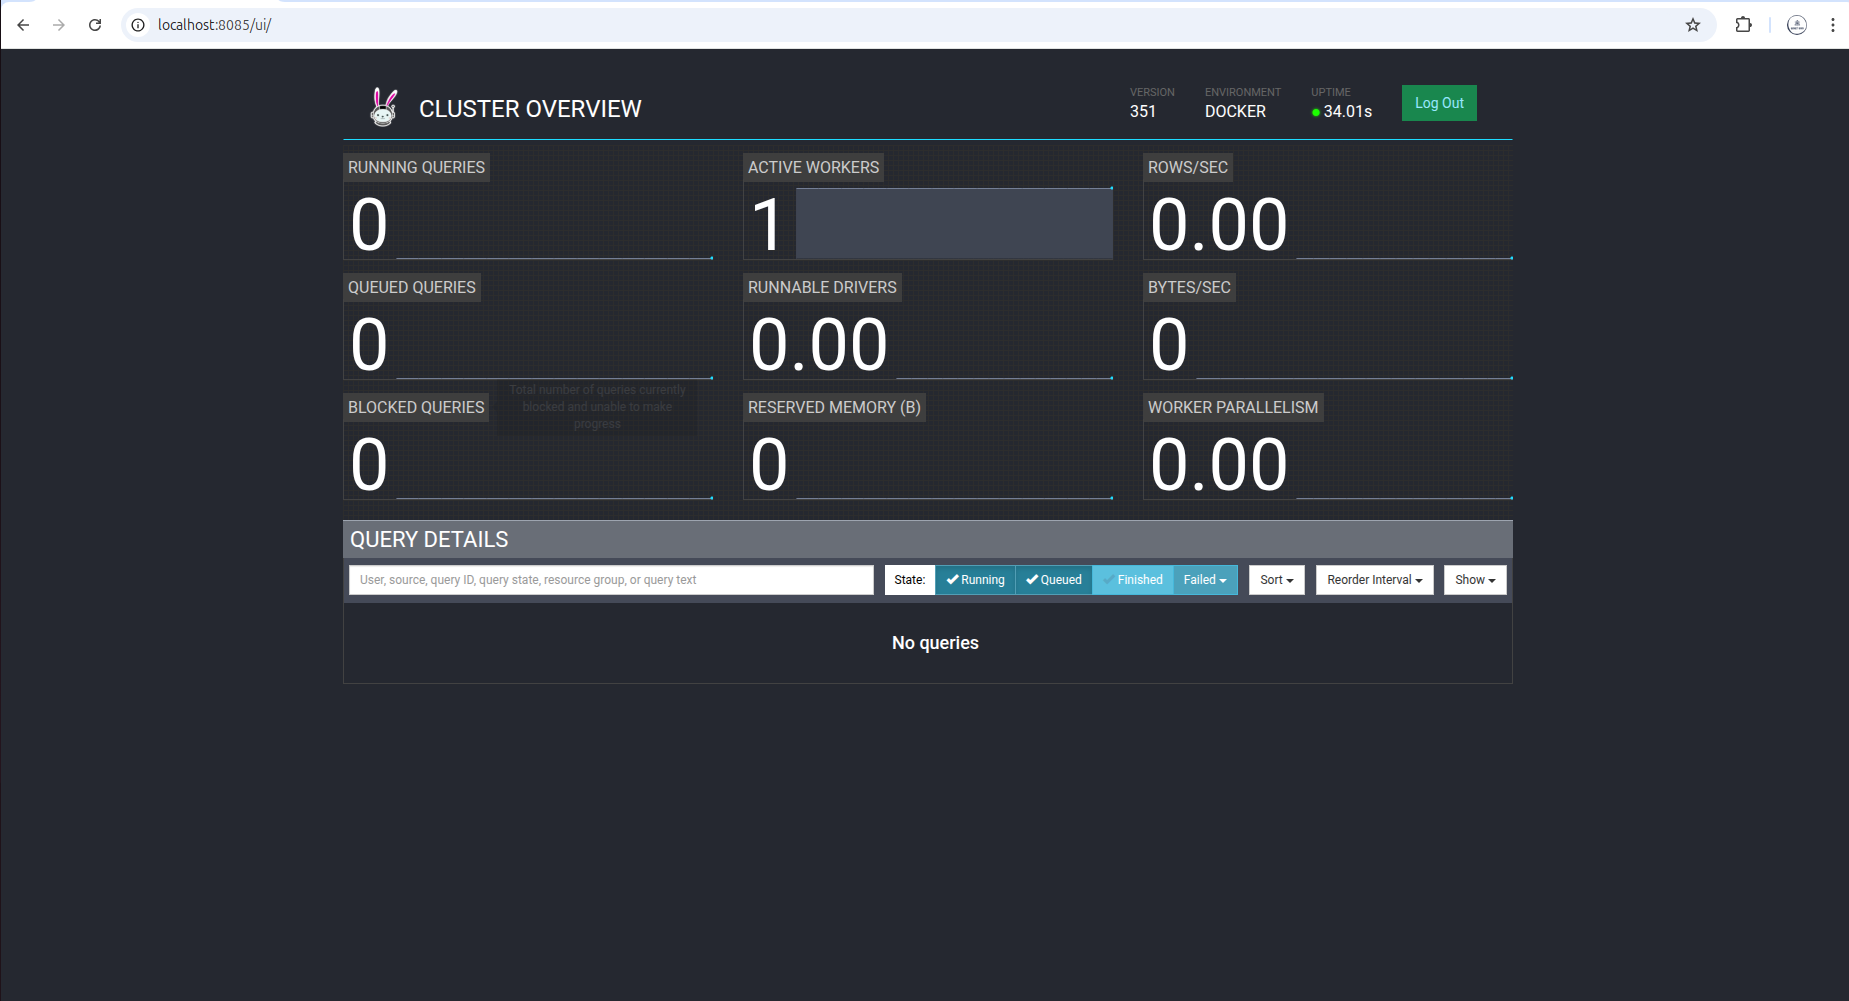 localhost:8085/ui/
CLUSTER OVERVIEW
VERSION
351
ENVIRONMENT
DOCKER
UPTIME
34.01s
Log Out
RUNNING QUERIES
0
ACTIVE WORKERS
1
ROWS/SEC
0.00
QUEUED QUERIES
0
RUNNABLE DRIVERS
0.00
BYTES/SEC
0
Total number of queries currently
blocked and unable to make
progress
BLOCKED QUERIES
0
RESERVED MEMORY (B)
0
WORKER PARALLELISM
0.00
QUERY DETAILS
User, source, query ID, query state, resource group, or query text
State:
Running
Queued
Finished
Failed
Sort
Reorder Interval
Show
No queries